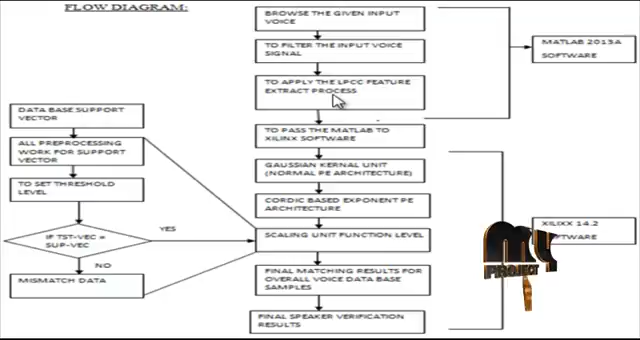 FLOW DIAGRAM:
BROWSE THE GIVEN INPUT
VOICE
TO FILTER THE INPUT VOICE
SIGNAL
TO APPLY THE LPCC FEATURE
EXTRACT PROCESS
TO PASS THE MATLAB TO
XILINX SOFTWARE
GAUSSIAN KERNAL UNIT
(NORMAL PE ARCHITECTURE)
CORDIC BASED EXPONENT PE
ARCHITECTURE
SCALING UNIT FUNCTION LEVEL
FINAL MATCHING RESULTS FOR
OVERALL VOICE DATA BASE
SAMPLES
FINAL SPEAKER VERIFICATION
RESULTS
MATLAB 2013A
SOFTWARE
DATA BASE SUPPORT
VECTOR
ALL PREPROCESSING
WORK FOR SUPPORT
VECTOR
TO SET THRESHOLD
LEVEL
IF TST-VEC =
SUP-VEC
YES
NO
MISMATCH DATA
XILIXX 14.2
PROJECT